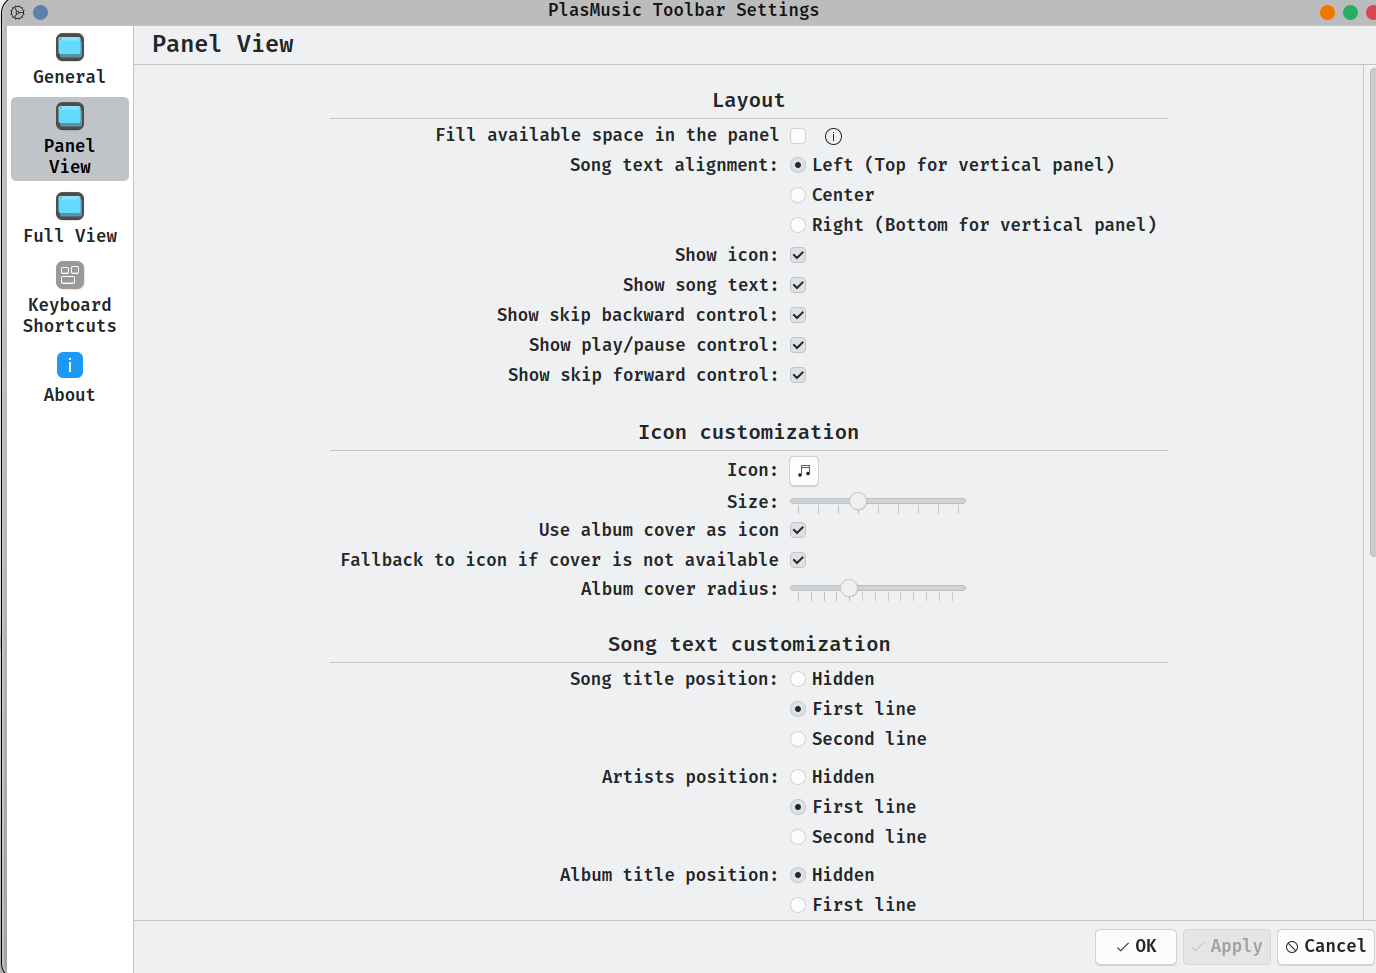 PlasMusic Toolbar Settings
General
Panel
View
Full View
Keyboard
Shortcuts
i
About
Panel View
Layout
Fill available space in the panel
Song text alignment: Left (Top for vertical panel)
Center
Right (Bottom for vertical panel)
Show icon:
Show song text:
Show skip backward control:
Show play/pause control:
Show skip forward control:
Icon customization
Icon:
Size:
Use album cover as icon
Fallback to icon if cover is not available
Album cover radius:
Song text customization
Song title position: Hidden
First line
Second line
Artists position: Hidden
First line
Second line
Album title position: Hidden
First line
OK Apply Cancel